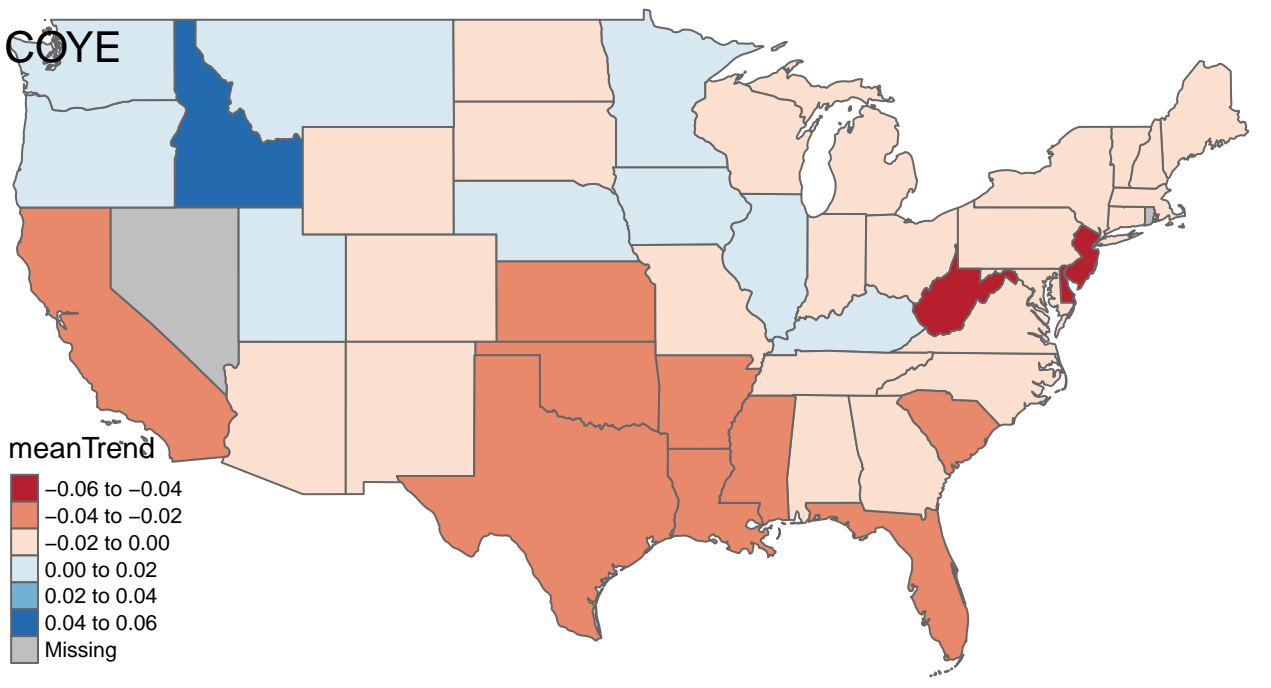 COYE
meanTrend
−0.06 to −0.04
−0.04 to −0.02
−0.02 to 0.00
0.00 to 0.02
0.02 to 0.04
0.04 to 0.06
Missing